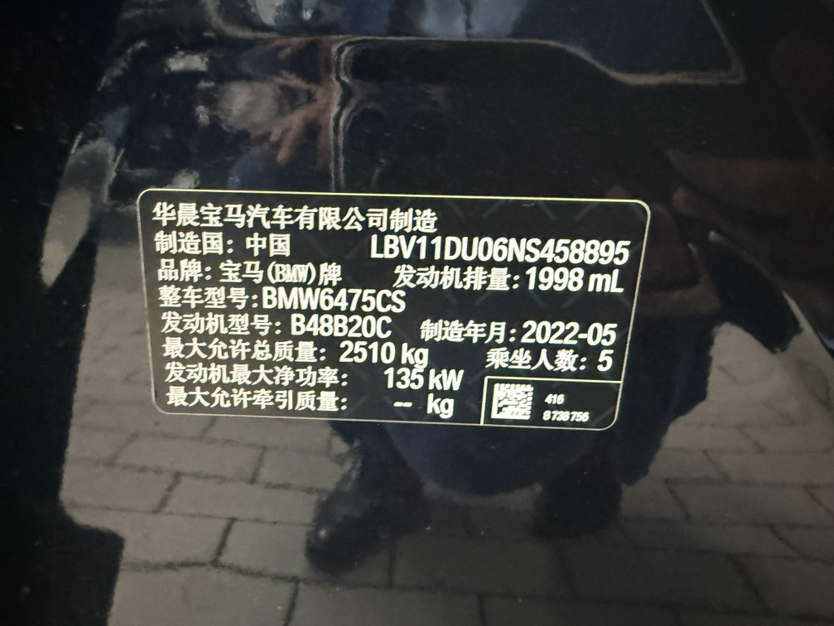 华晨宝马汽车有限公司制造
制造国：中国 LBV11DU06NS458895
品牌：宝马(BMW)牌 发动机排量：1998 mL
整车型号：BMW6475CS
发动机型号：B48B20C 制造年月：2022-05
最大允许总质量：2510 kg 乘坐人数：5
发动机最大净功率：135 kW
最大允许牵引质量：-- kg
416
8738756